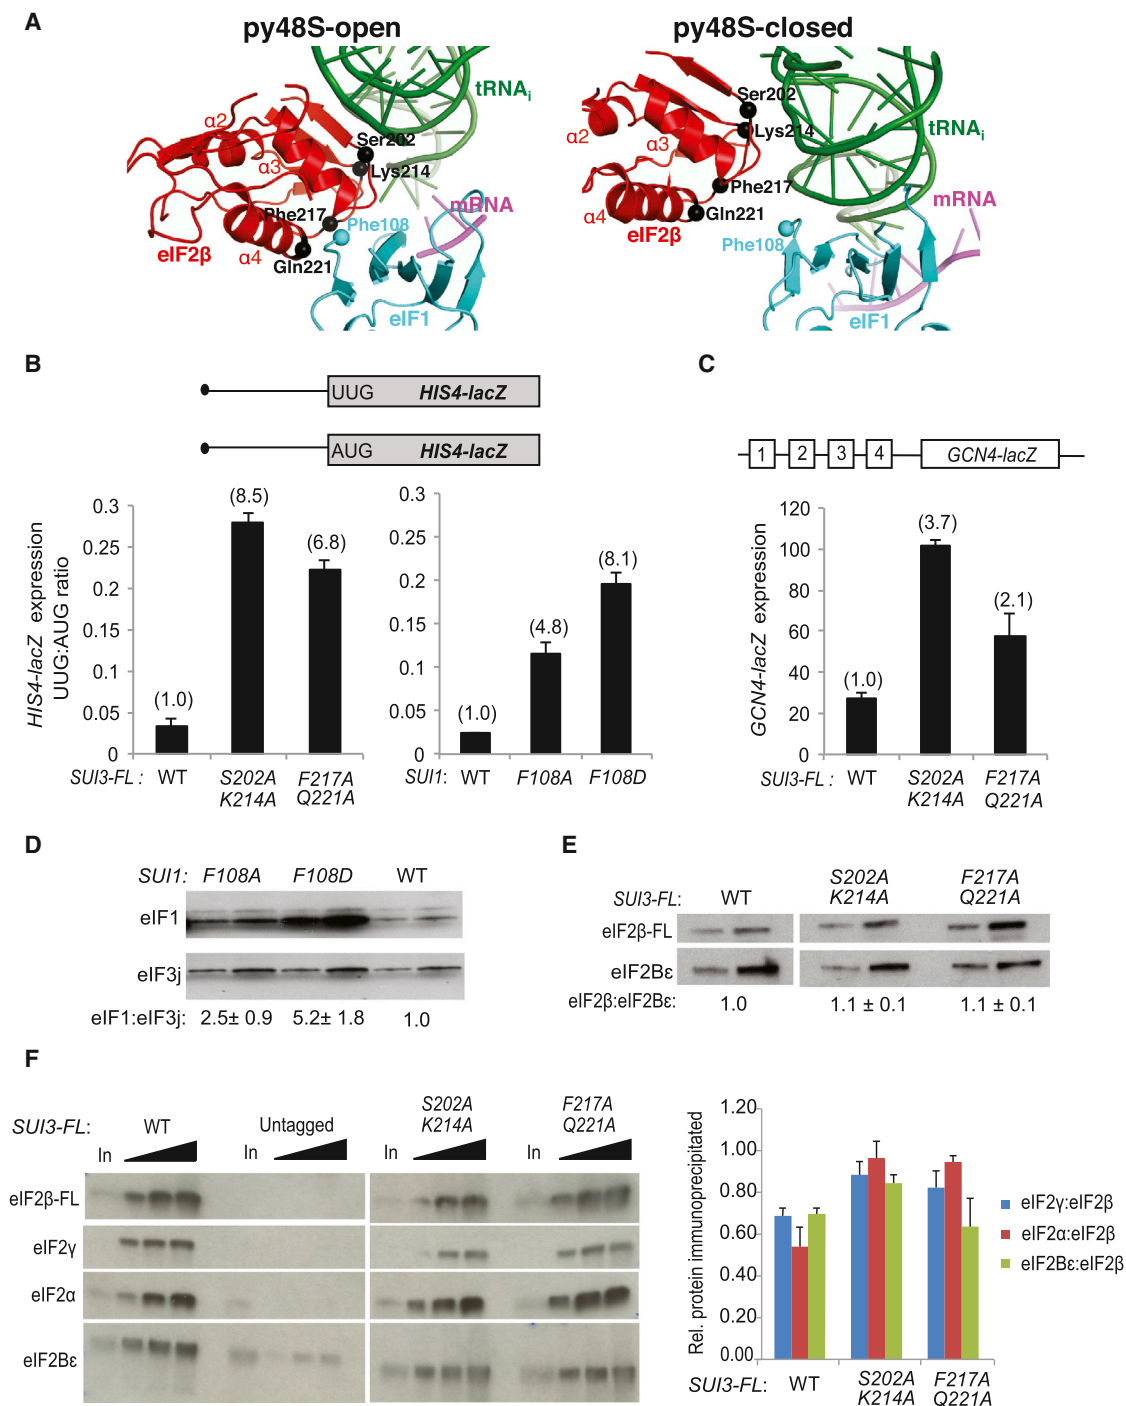 A
py48S-open
py48S-closed
α2
α3
α4
eIF2β
Ser202
Lys214
Phe217
Gln221
Phe108
tRNAi
mRNA
eIF1
α2
α3
α4
eIF2β
Ser202
Lys214
Phe217
Gln221
Phe108
tRNAi
mRNA
eIF1
B
UUG HIS4-lacZ
AUG HIS4-lacZ
HIS4-lacZ expression
UUG:AUG ratio
0.3
0.25
0.2
0.15
0.1
0.05
0
(1.0)
(8.5)
(6.8)
SUI3-FL : WT S202A F217A
K214A Q221A
0.3
0.2
0.2
0.1
0.1
0.05
0
(1.0)
(4.8)
(8.1)
SUI1: WT F108A F108D
C
1 2 3 4 GCN4-lacZ
GCN4-lacZ expression
120
100
80
60
40
20
0
(1.0)
(3.7)
(2.1)
SUI3-FL : WT S202A F217A
K214A Q221A
D
SUI1: F108A F108D WT
eIF1
eIF3j
eIF1:eIF3j: 2.5± 0.9 5.2± 1.8 1.0
E
SUI3-FL: WT S202A F217A
K214A Q221A
eIF2β-FL
eIF2Bε
eIF2β:eIF2Bε: 1.0 1.1 ± 0.1 1.1 ± 0.1
F
SUI3-FL: WT Untagged S202A F217A
K214A Q221A
In In In In
eIF2β-FL
eIF2γ
eIF2α
eIF2Bε
Rel. protein immunoprecipitated
1.20
1.00
0.80
0.60
0.40
0.20
0.00
eIF2γ:eIF2β
eIF2α:eIF2β
eIF2Bε:eIF2β
SUI3-FL: WT S202A F217A
K214A Q221A